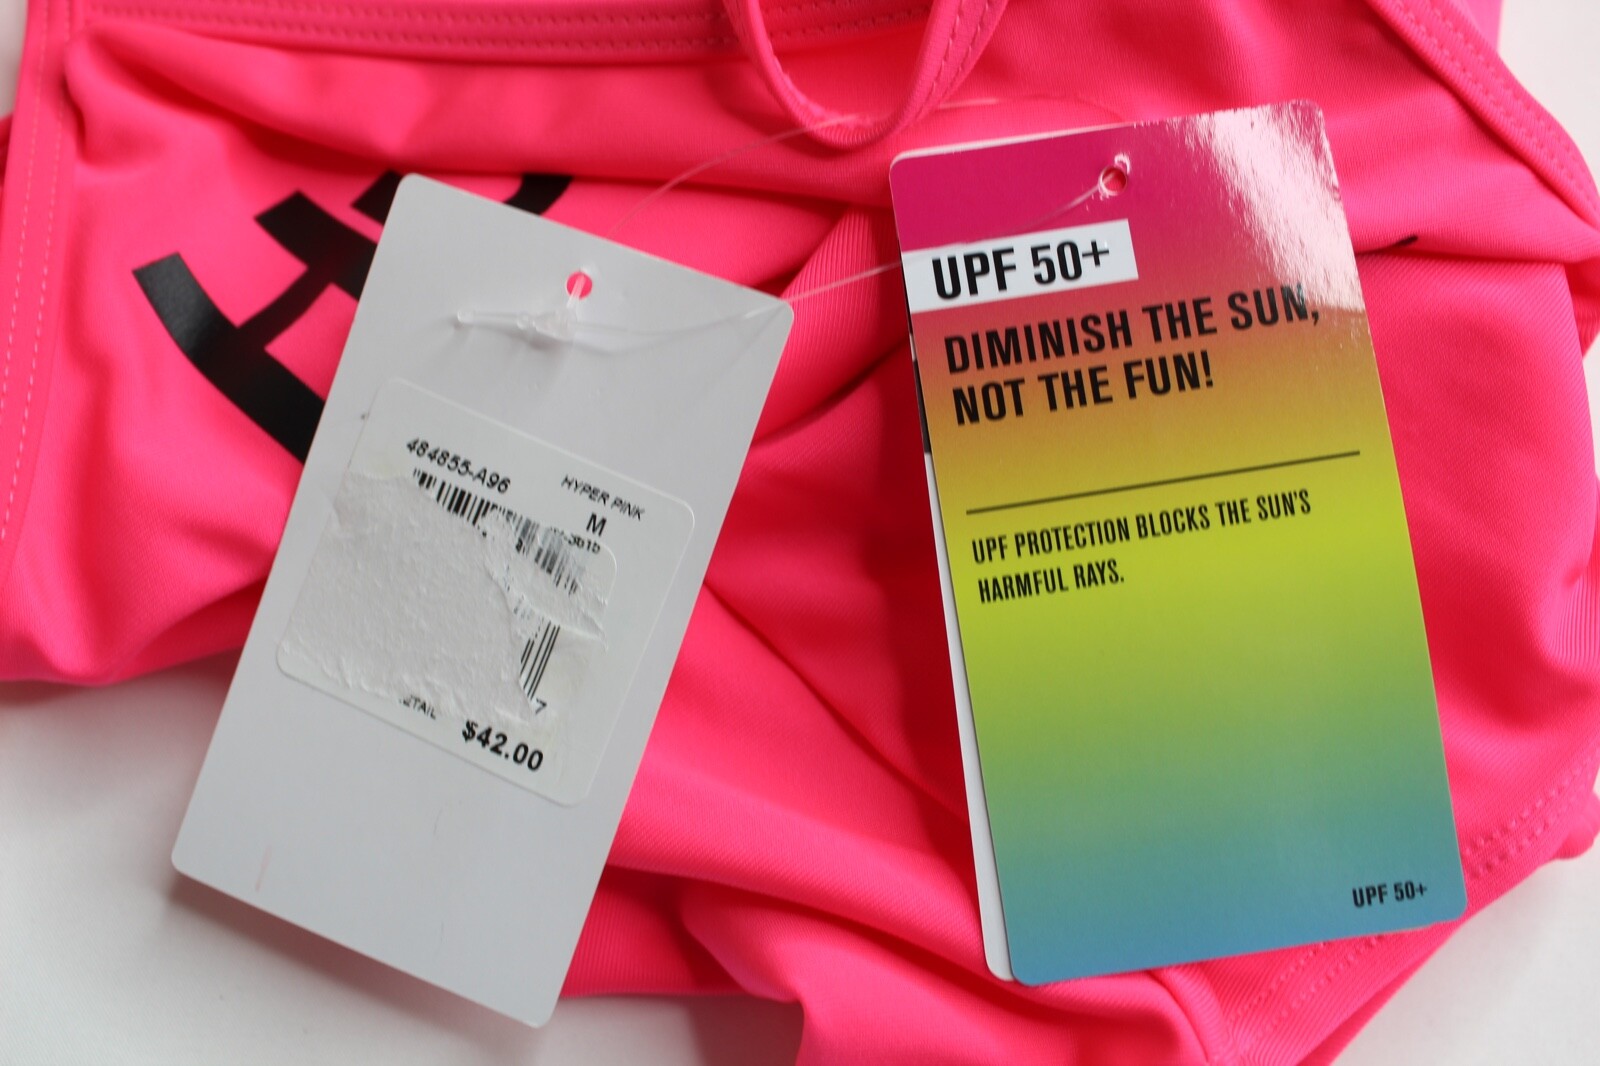 484855-A96
HYPER PINK
M
7
$42.00
UPF 50+
DIMINISH THE SUN,
NOT THE FUN!
UPF PROTECTION BLOCKS THE SUN'S
HARMFUL RAYS.
UPF 50+